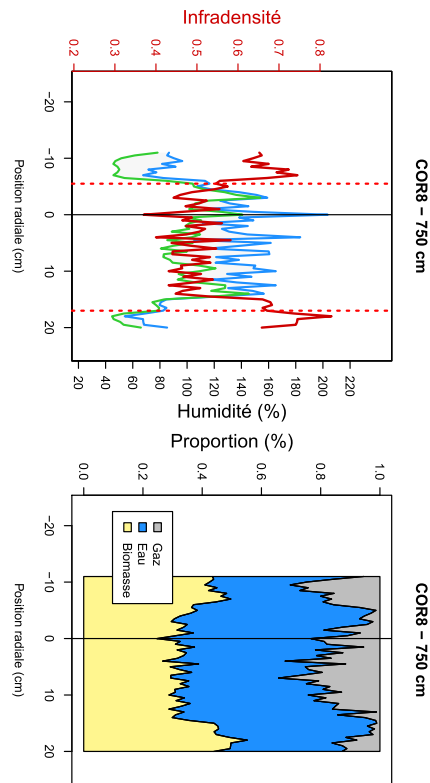 Infradensité
0.2 0.3 0.4 0.5 0.6 0.7 0.8
COR8 − 750 cm
−20 −10 0 10 20
Position radiale (cm)
20 40 60 80 100 120 140 160 180 200 220
Humidité (%)
Proportion (%)
0.0 0.2 0.4 0.6 0.8 1.0
COR8 − 750 cm
Gaz
Eau
Biomasse
−20 −10 0 10 20
Position radiale (cm)